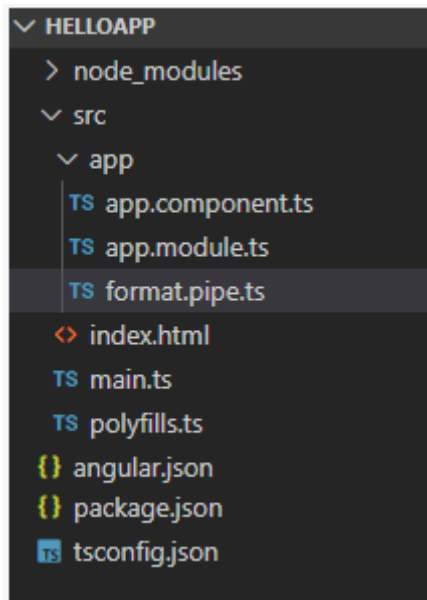 HELLOAPP
node_modules
src
app
TS app.component.ts
TS app.module.ts
TS format.pipe.ts
<> index.html
TS main.ts
TS polyfills.ts
{} angular.json
{} package.json
TS tsconfig.json